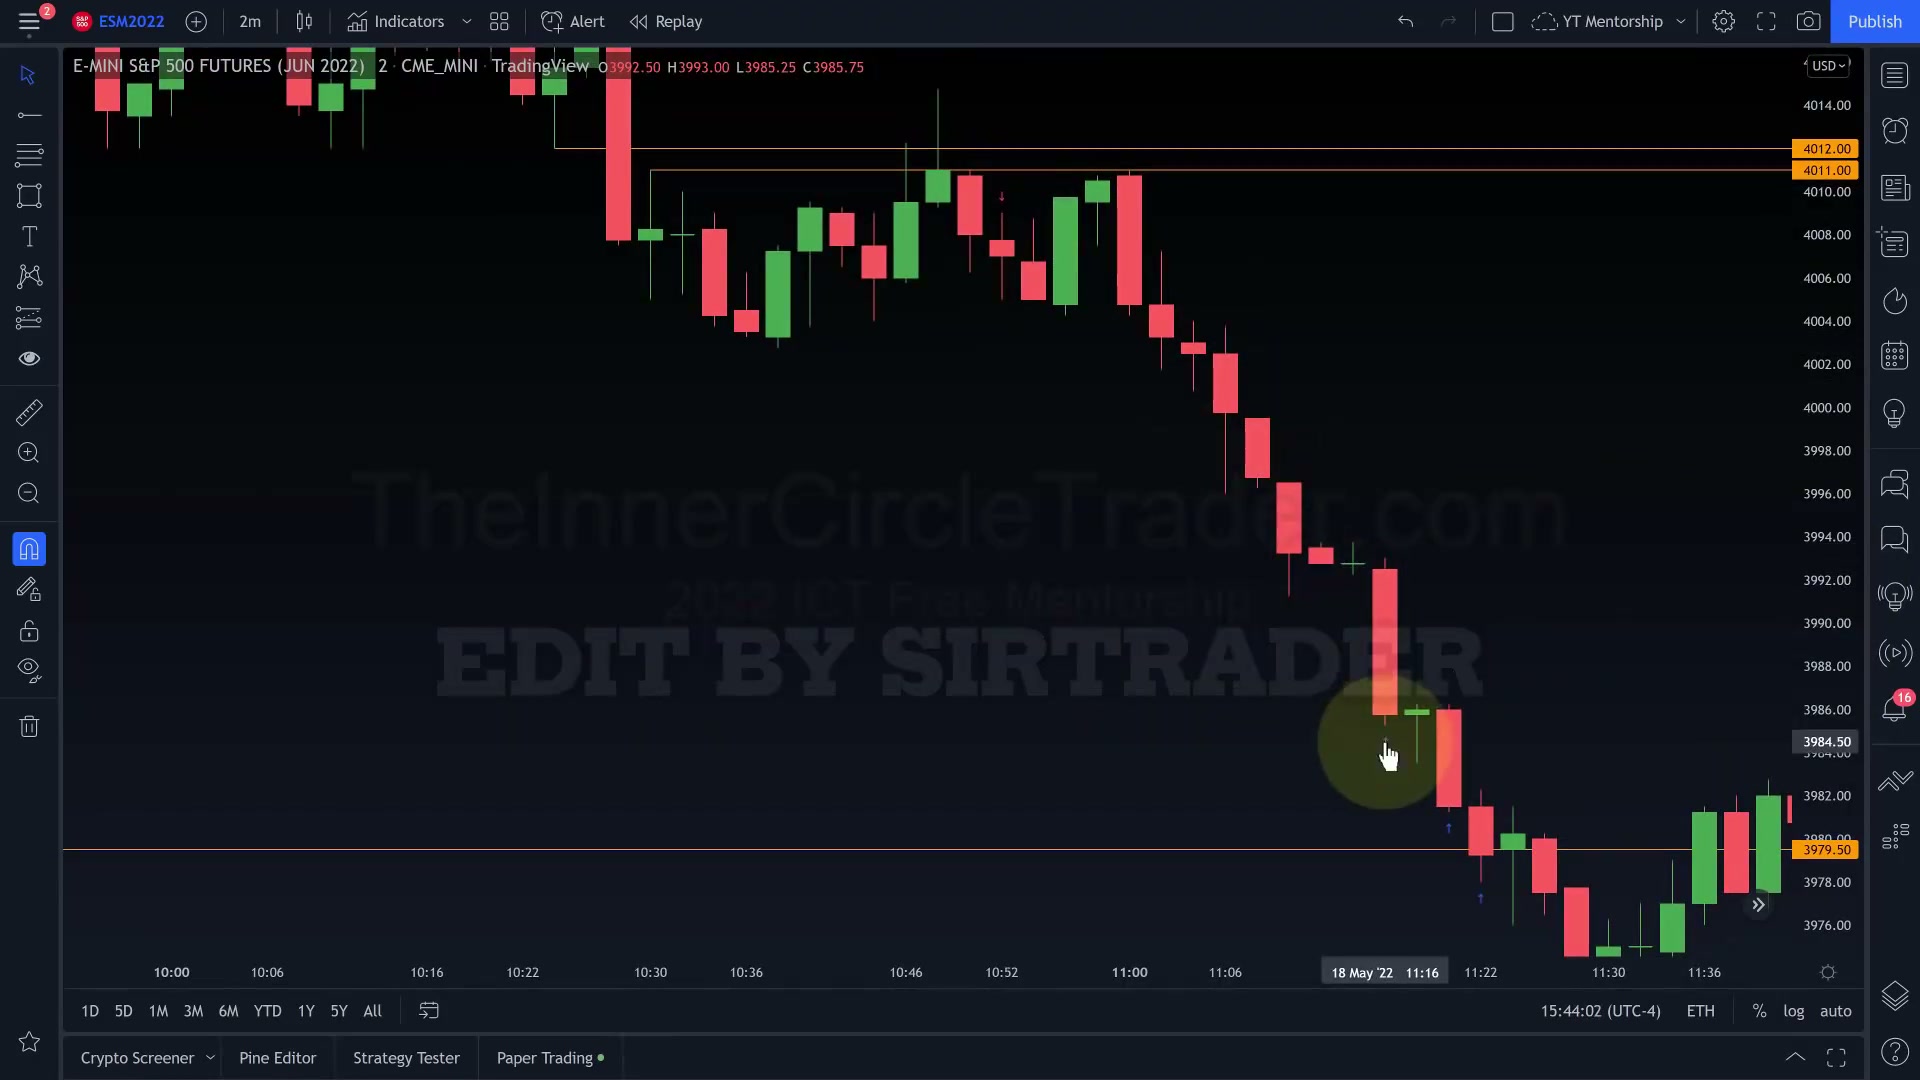 2 ESM2022 2m Indicators Alert Replay YT Mentorship Publish
E-MINI S&P 500 FUTURES (JUN 2022) 2 · CME_MINI · TradingView O3992.50 H3993.00 L3985.25 C3985.75
USD
4014.00
4012.00
4011.00
4010.00
4008.00
4006.00
4004.00
4002.00
4000.00
3998.00
TheInnerCircleTrader.com
3996.00
3994.00
3992.00
2022 ICT Free Mentorship
3990.00
EDIT BY SIRTRADER
3988.00
3986.00
16
3984.50
3982.00
3979.50
3978.00
3976.00
10:00 10:06 10:16 10:22 10:30 10:36 10:46 10:52 11:00 11:06 18 May '22 11:16 11:22 11:30 11:36
1D 5D 1M 3M 6M YTD 1Y 5Y All 15:44:02 (UTC-4) ETH % log auto
Crypto Screener Pine Editor Strategy Tester Paper Trading